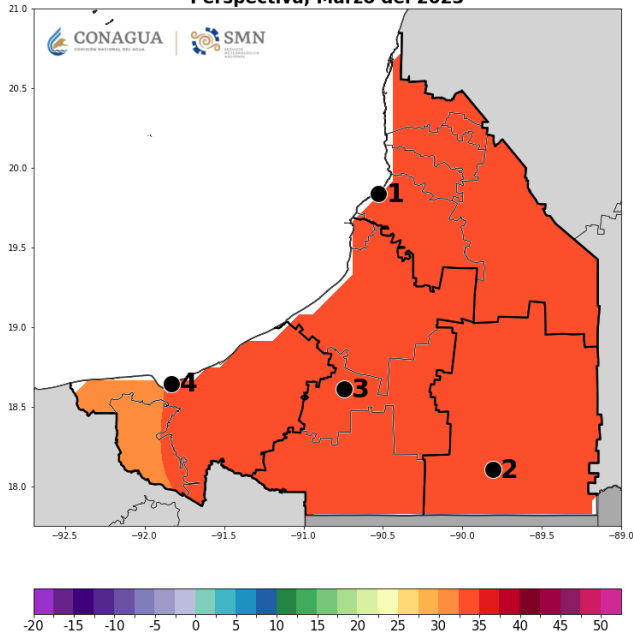 Perspectiva, Marzo del 2025
CONAGUA
COMISIÓN NACIONAL DEL AGUA
SMN
SERVICIO
METEOROLÓGICO
NACIONAL
21.0
20.5
20.0
19.5
19.0
18.5
18.0
1
4
3
2
−92.5 −92.0 −91.5 −91.0 −90.5 −90.0 −89.5 −89.0
-20 -15 -10 -5 0 5 10 15 20 25 30 35 40 45 50